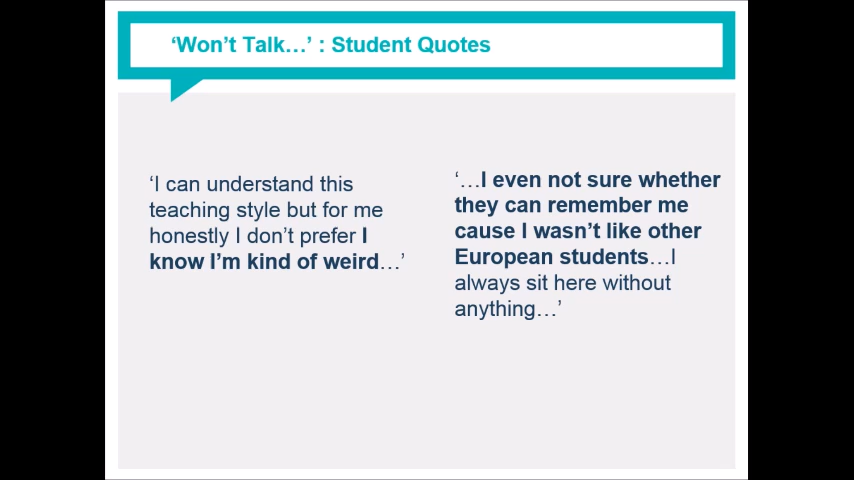 ‘Won’t Talk…’ : Student Quotes
‘I can understand this
teaching style but for me
honestly I don’t prefer I
know I’m kind of weird…’
‘…I even not sure whether
they can remember me
cause I wasn’t like other
European students…I
always sit here without
anything…’